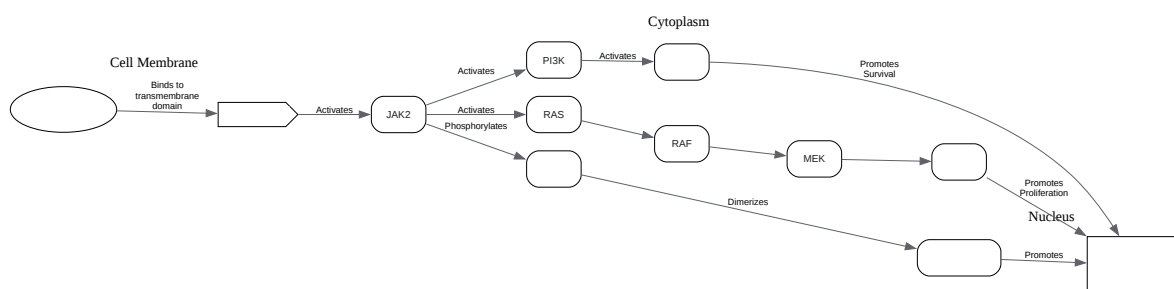 Cytoplasm
Cell Membrane
PI3K
Activates
Promotes
Survival
Activates
Binds to
transmembrane
domain
Activates
JAK2
Activates
RAS
Phosphorylates
RAF
MEK
Promotes
Proliferation
Dimerizes
Nucleus
Promotes